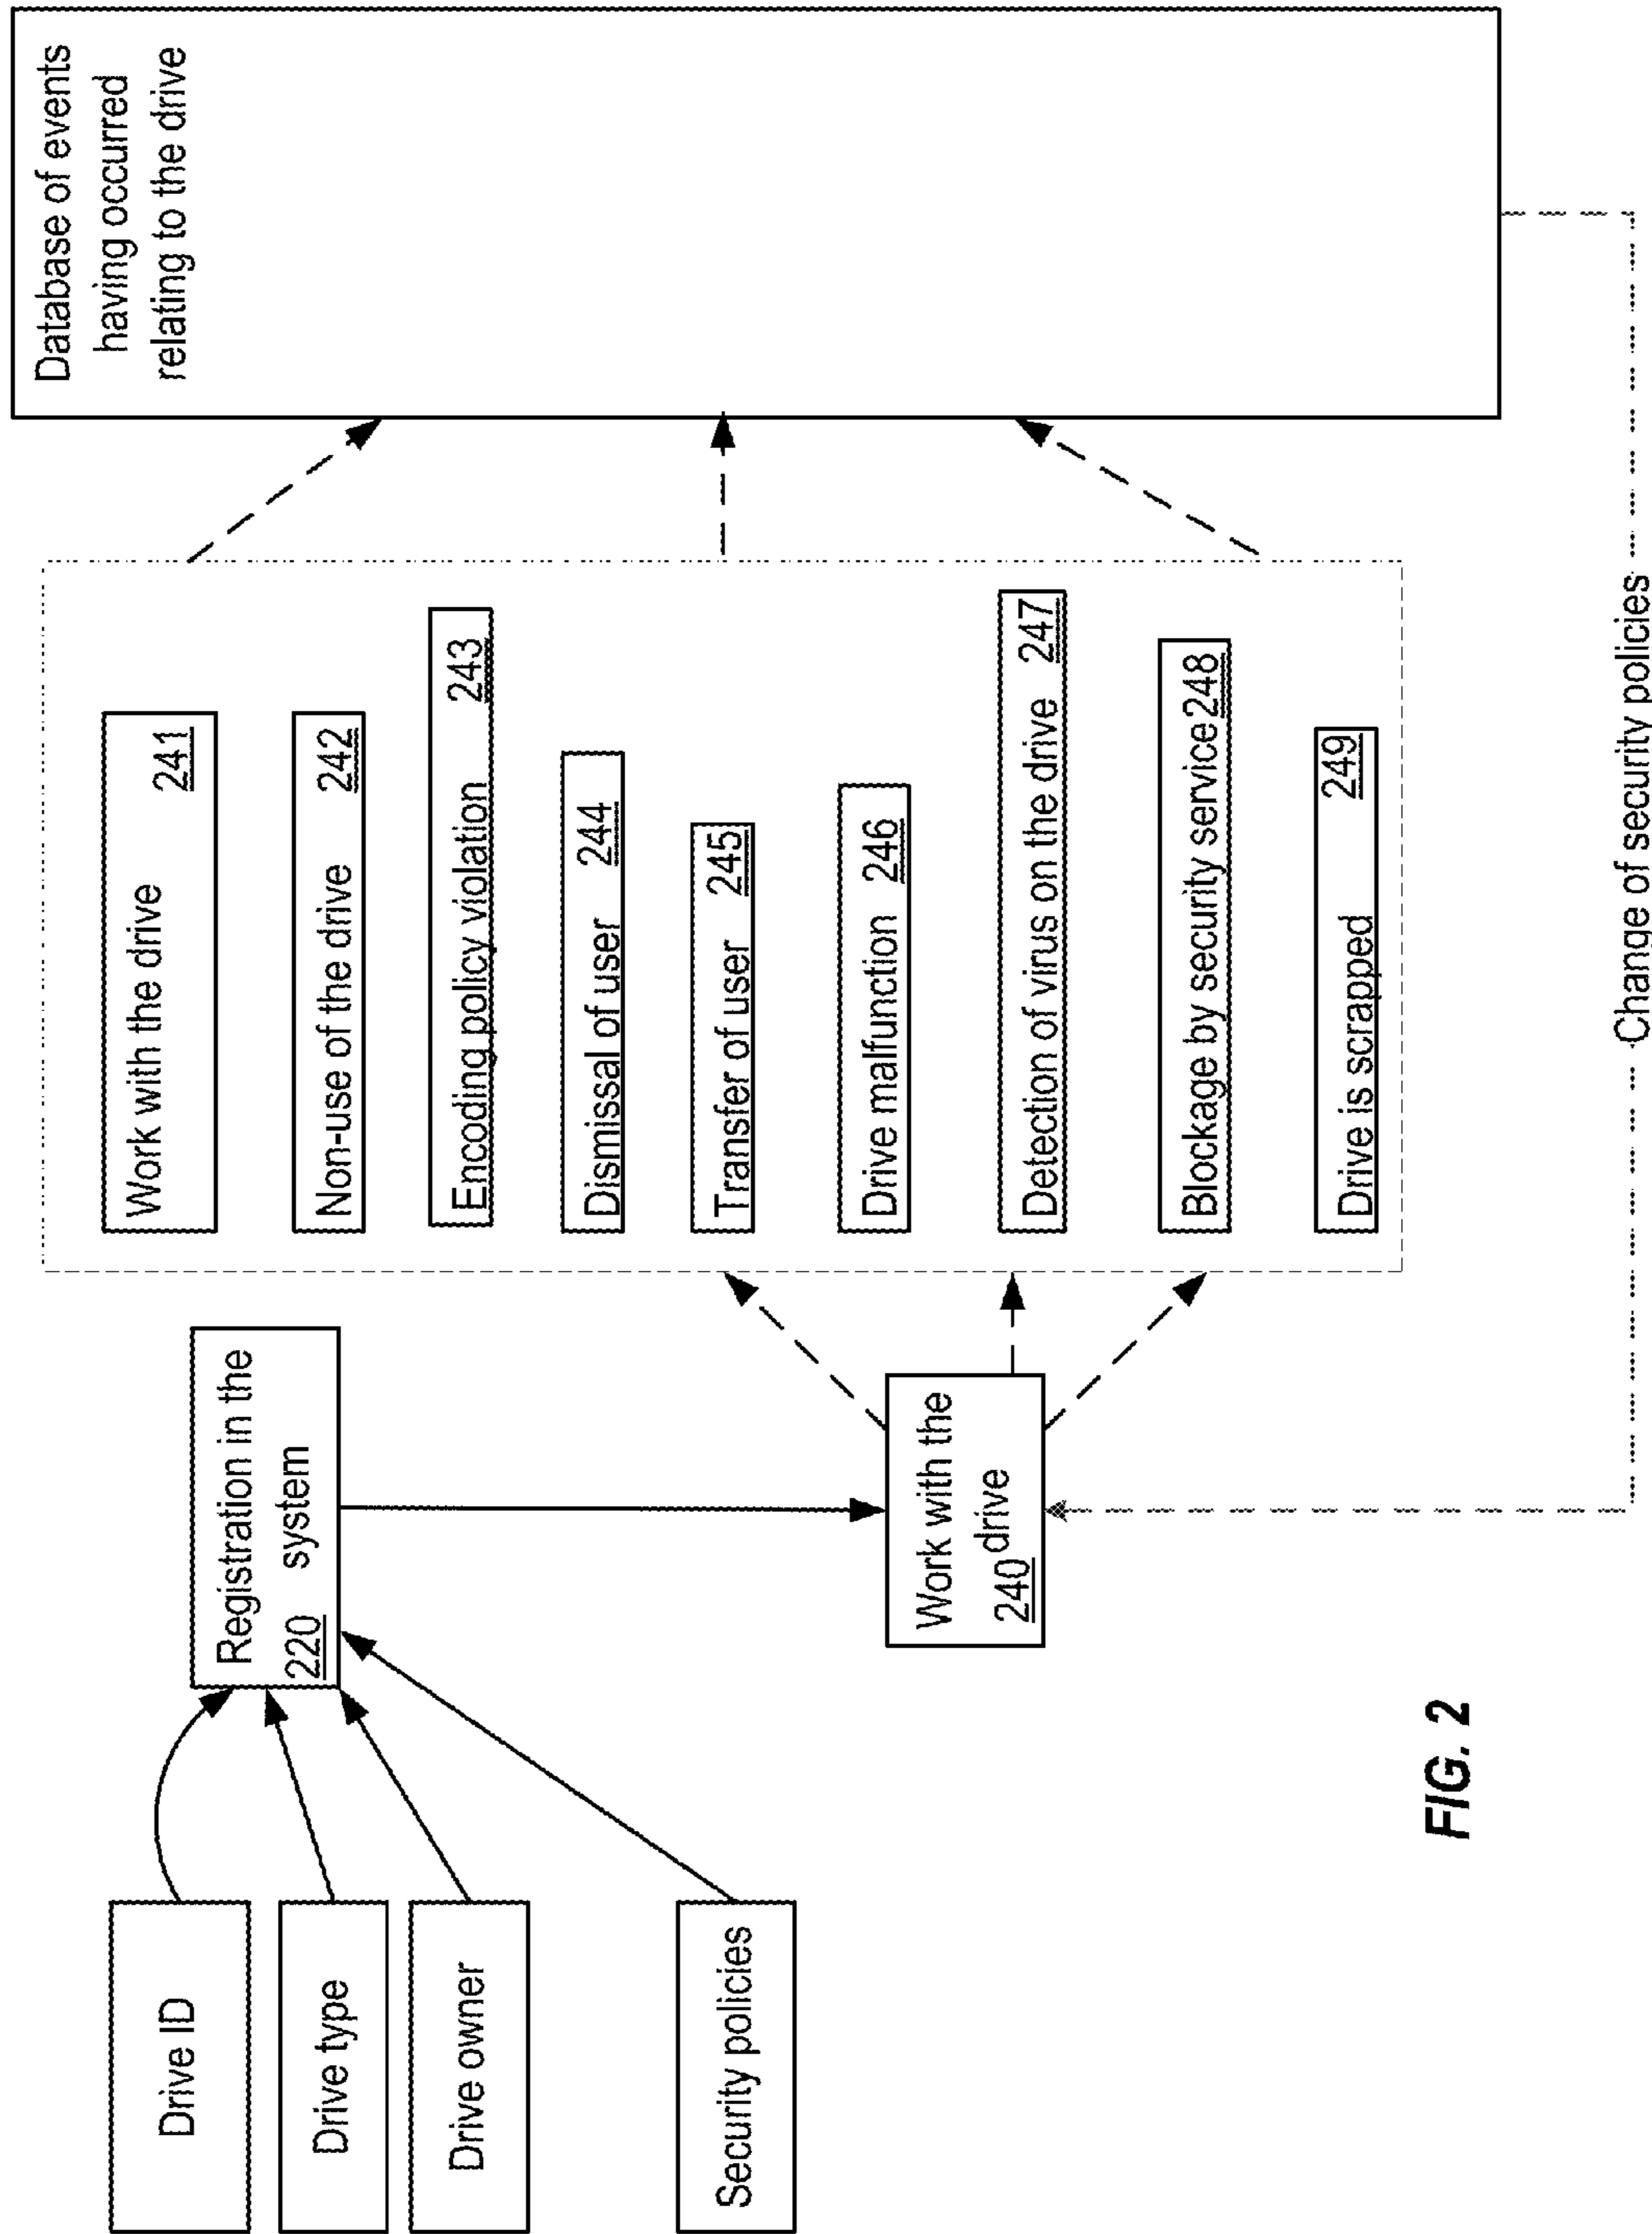 Drive ID
Drive type
Drive owner
Security policies
Registration in the
220 system
Work with the
240 drive
Work with the drive 241
Non-use of the drive 242
Encoding policy violation 243
Dismissal of user 244
Transfer of user 245
Drive malfunction 246
Detection of virus on the drive 247
Blockage by security service 248
Drive is scrapped 249
Database of events
having occurred
relating to the drive
Change of security policies
FIG. 2